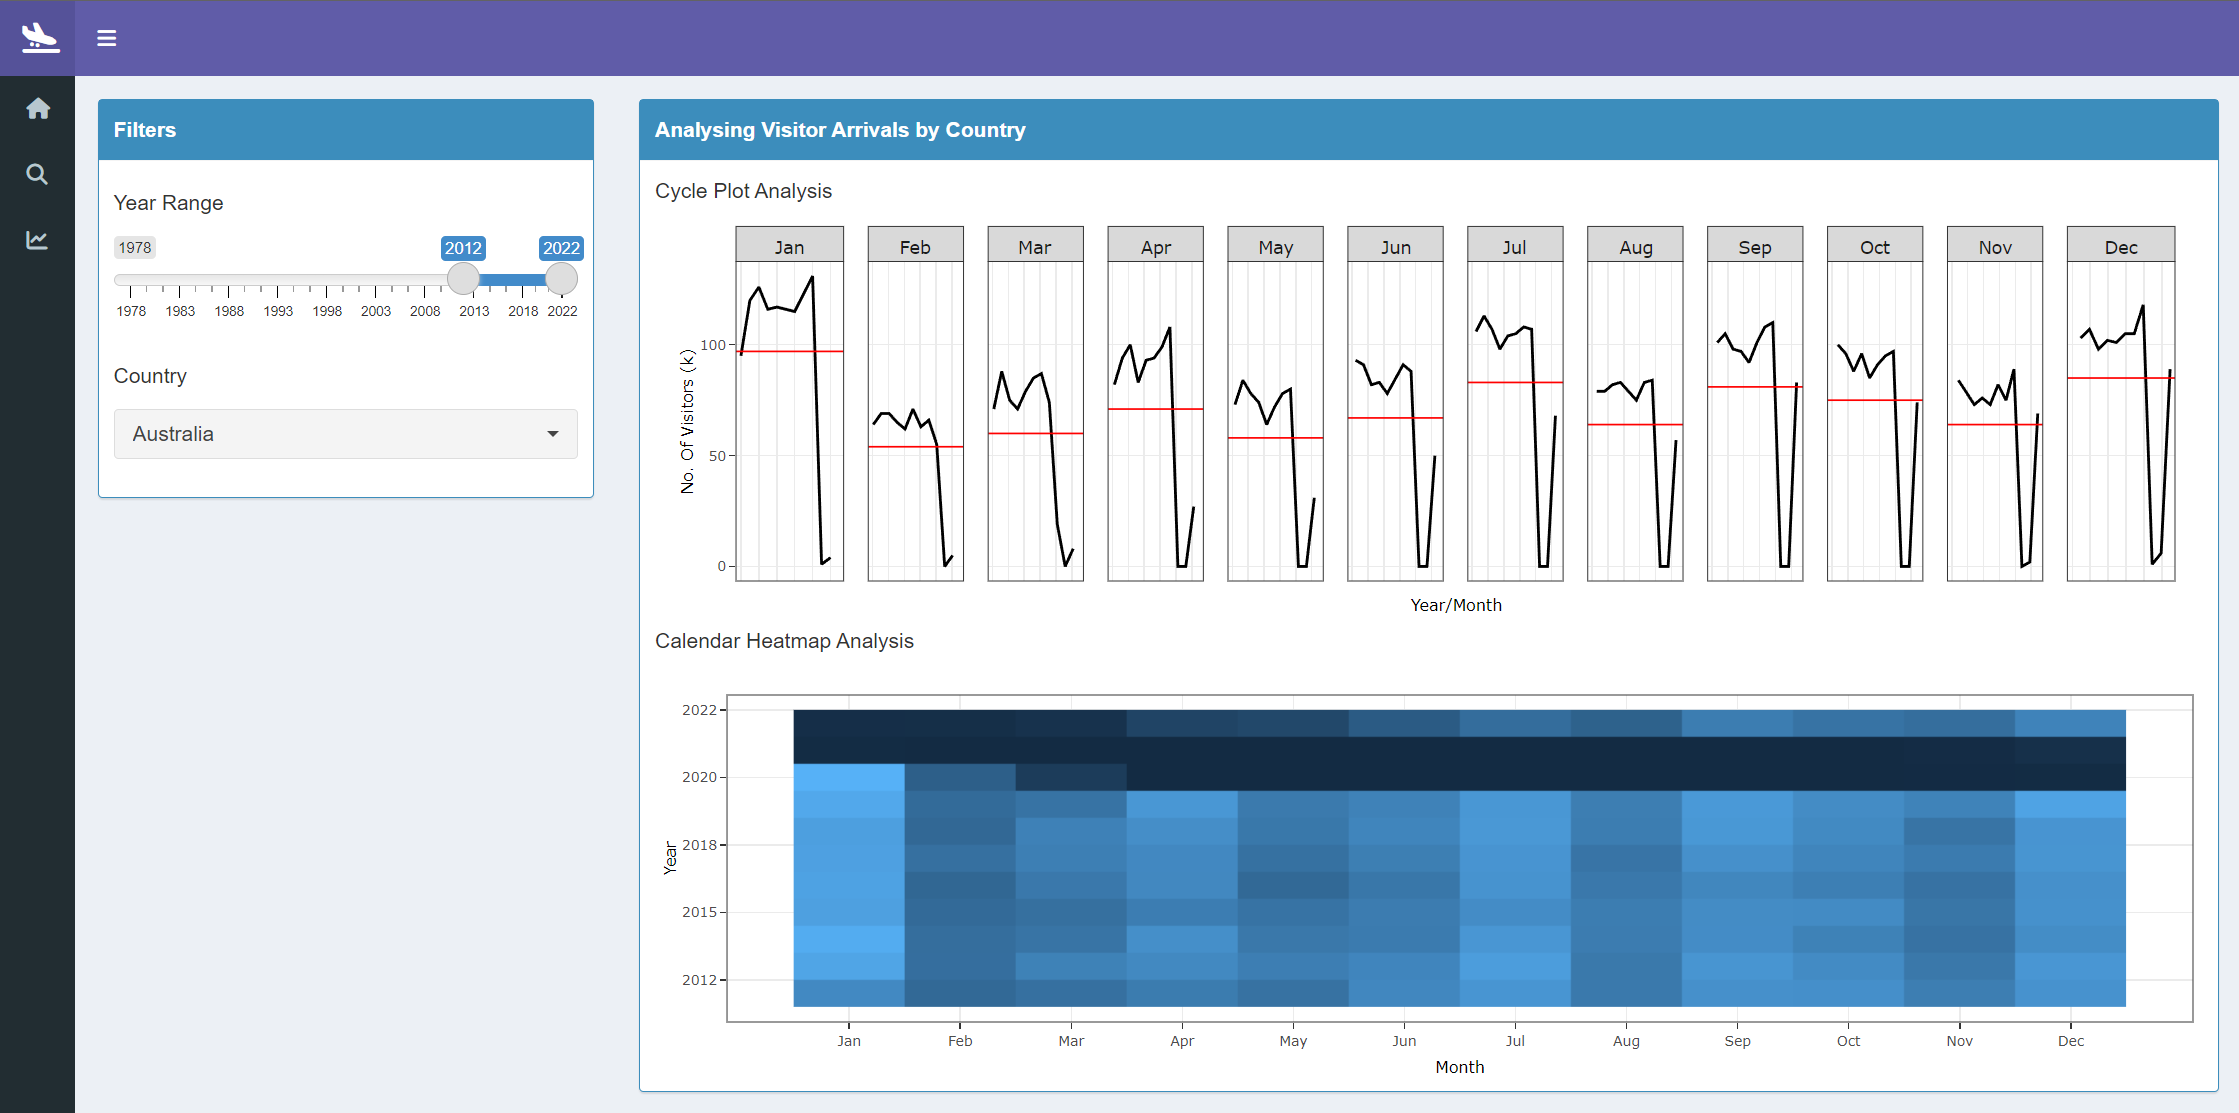 Filters
Year Range
1978
2012
2022
1978 1983 1988 1993 1998 2003 2008 2013 2018 2022
Country
Australia
Analysing Visitor Arrivals by Country
Cycle Plot Analysis
Jan Feb Mar Apr May Jun Jul Aug Sep Oct Nov Dec
No. Of Visitors (k)
100
50
0
Year/Month
Calendar Heatmap Analysis
Year
2022
2020
2018
2015
2012
Jan Feb Mar Apr May Jun Jul Aug Sep Oct Nov Dec
Month